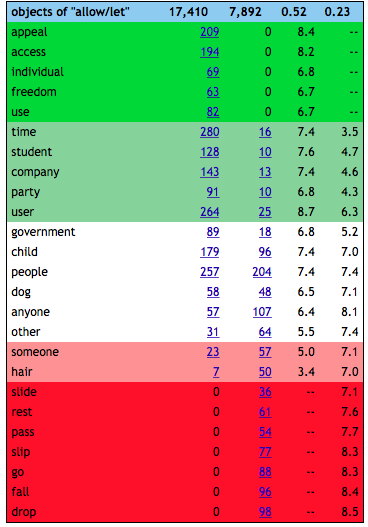 objects of "allow/let" 17,410 7,892 0.52 0.23
appeal 209 0 8.4 --
access 194 0 8.2 --
individual 69 0 6.8 --
freedom 63 0 6.7 --
use 82 0 6.7 --
time 280 16 7.4 3.5
student 128 10 7.6 4.7
company 143 13 7.4 4.6
party 91 10 6.8 4.3
user 264 25 8.7 6.3
government 89 18 6.8 5.2
child 179 96 7.4 7.0
people 257 204 7.4 7.4
dog 58 48 6.5 7.1
anyone 57 107 6.4 8.1
other 31 64 5.5 7.4
someone 23 57 5.0 7.1
hair 7 50 3.4 7.0
slide 0 36 -- 7.1
rest 0 61 -- 7.6
pass 0 54 -- 7.7
slip 0 77 -- 8.3
go 0 88 -- 8.3
fall 0 96 -- 8.4
drop 0 98 -- 8.5